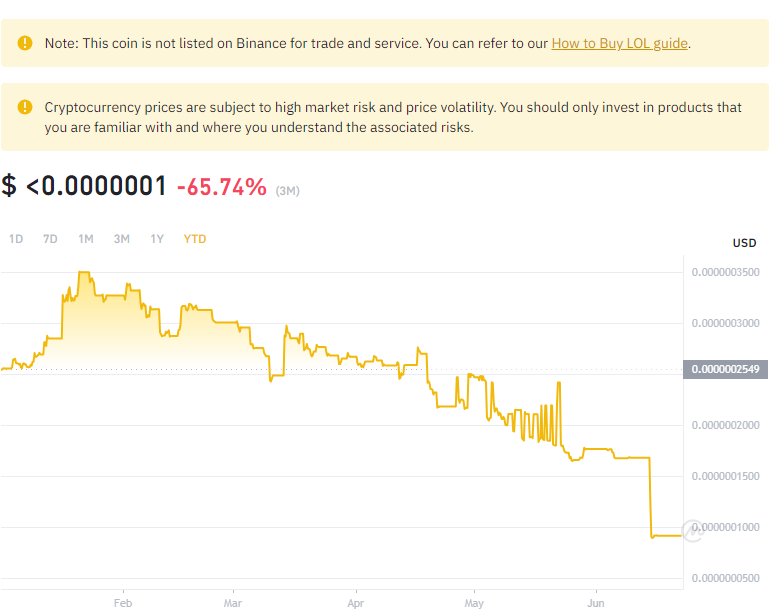 Note: This coin is not listed on Binance for trade and service. You can refer to our How to Buy LOL guide.
Cryptocurrency prices are subject to high market risk and price volatility. You should only invest in products that
you are familiar with and where you understand the associated risks.
$ <0.0000001 -65.74% (3M)
1D 7D 1M 3M 1Y YTD
USD
0.0000003500
0.0000003000
0.0000002549
0.0000002000
0.0000001500
0.0000001000
0.0000000500
Feb Mar Apr May Jun